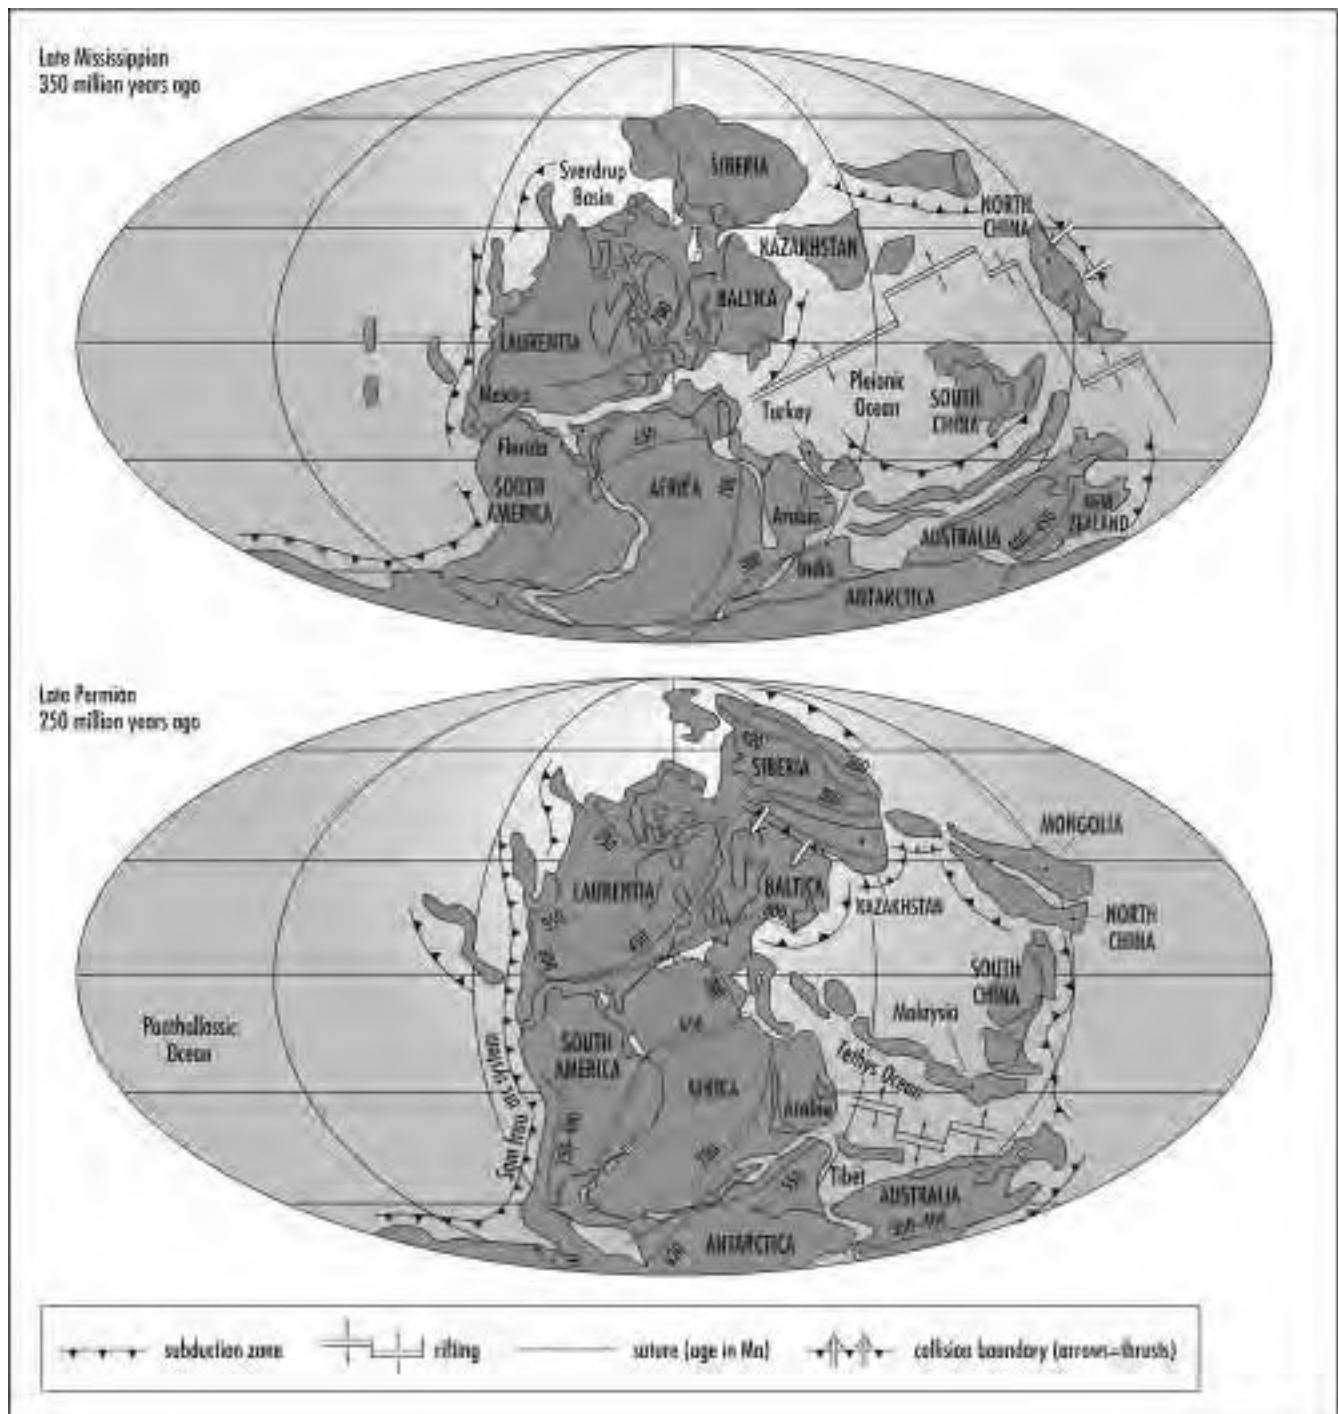 Late Mississippian
350 million years ago
Sverdrup
Basin
SIBERIA
NORTH
CHINA
KAZAKHSTAN
BALTICA
LAURENTIA
Mexico
Pleionic
Ocean
SOUTH
CHINA
Turkey
Florida
SOUTH
AMERICA
AFRICA
Arabia
India
AUSTRALIA
NEW
ZEALAND
ANTARCTICA
Late Permian
250 million years ago
SIBERIA
MONGOLIA
LAURENTIA
BALTICA
KAZAKHSTAN
NORTH
CHINA
SOUTH
CHINA
Malaysia
Panthallassic
Ocean
SOUTH
AMERICA
AFRICA
Tethys Ocean
Arabia
Tibet
AUSTRALIA
ANTARCTICA
subduction zone
rifting
suture (age in Ma)
collision boundary (arrows=thrusts)